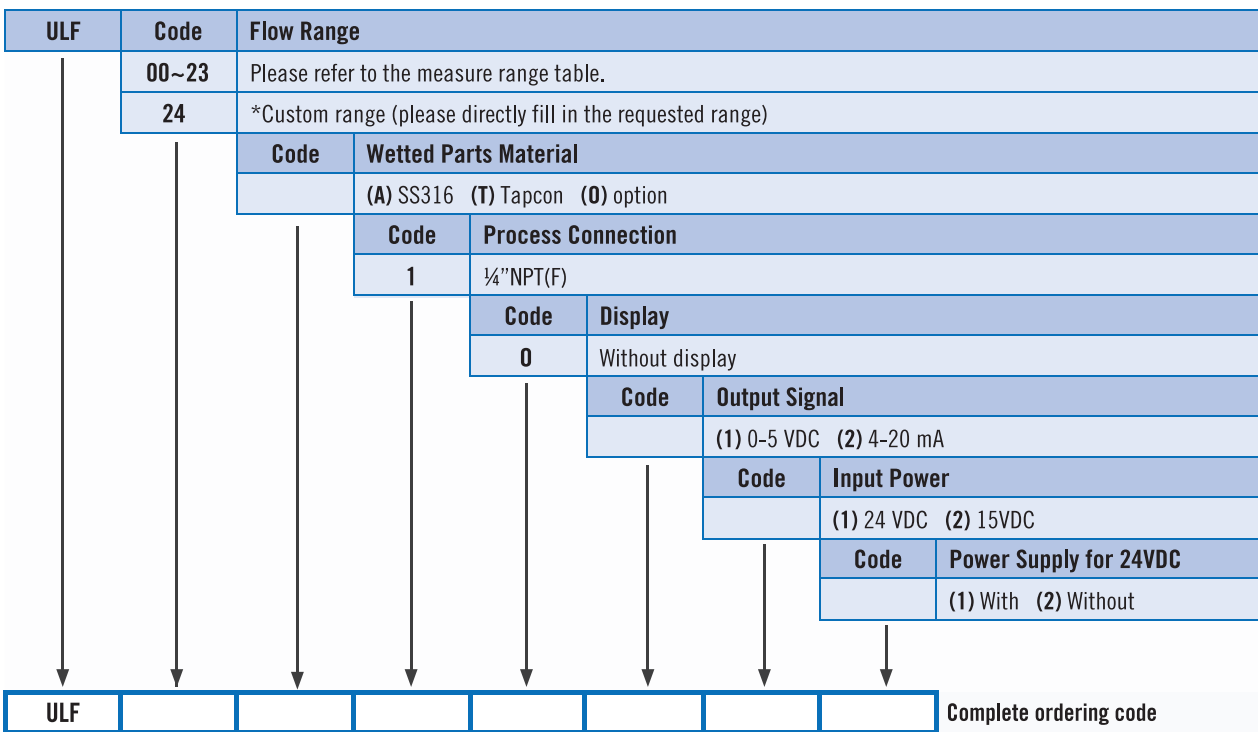 ULF Code Flow Range
00~23 Please refer to the measure range table.
24 *Custom range (please directly fill in the requested range)
Code Wetted Parts Material
(A) SS316 (T) Tapcon (O) option
Code Process Connection
1 ¼”NPT(F)
Code Display
0 Without display
Code Output Signal
(1) 0-5 VDC (2) 4-20 mA
Code Input Power
(1) 24 VDC (2) 15VDC
Code Power Supply for 24VDC
(1) With (2) Without
ULF Complete ordering code